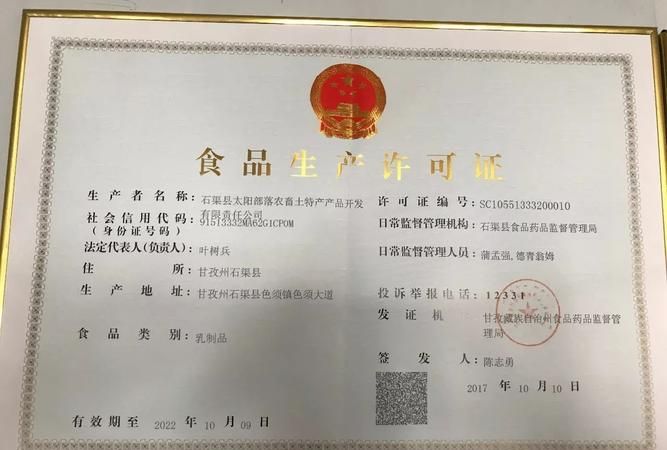 食品生产许可证
生产者名称：石渠县太阳部落农畜土特产产品开发
有限责任公司
社会信用代码：91513332MA62G1CP0M
（身份证号码）
法定代表人(负责人)：叶树兵
住所：甘孜州石渠县
生产地址：甘孜州石渠县色须镇色须大道
食品类别：乳制品
有效期至 2022 年 10 月 09 日
许可证编号：SC10551333200010
日常监督管理机构：石渠县食品药品监督管理局
日常监督管理人员：蒲孟强,德青翁姆
投诉举报电话：12331
发证机 甘孜藏族自治州食品药品监督管
理局
签发人：陈志勇
2017 年 10 月 10 日